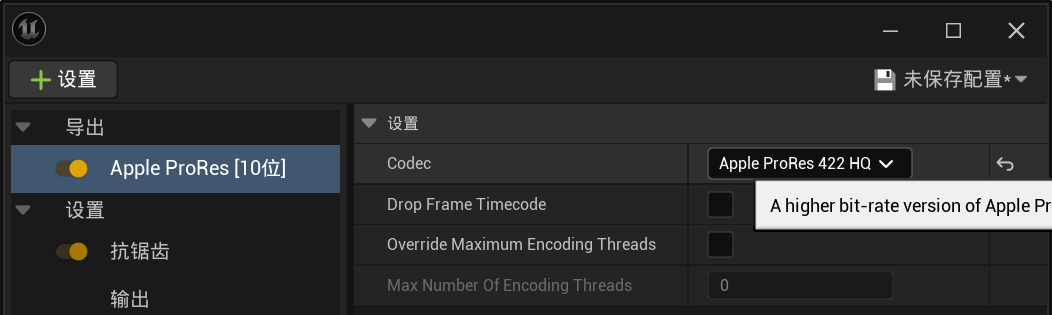 设置
未保存配置*
导出
设置
Apple ProRes [10位]
Codec
Apple ProRes 422 HQ
设置
Drop Frame Timecode
A higher bit-rate version of Apple Pr
抗锯齿
Override Maximum Encoding Threads
输出
Max Number Of Encoding Threads
0